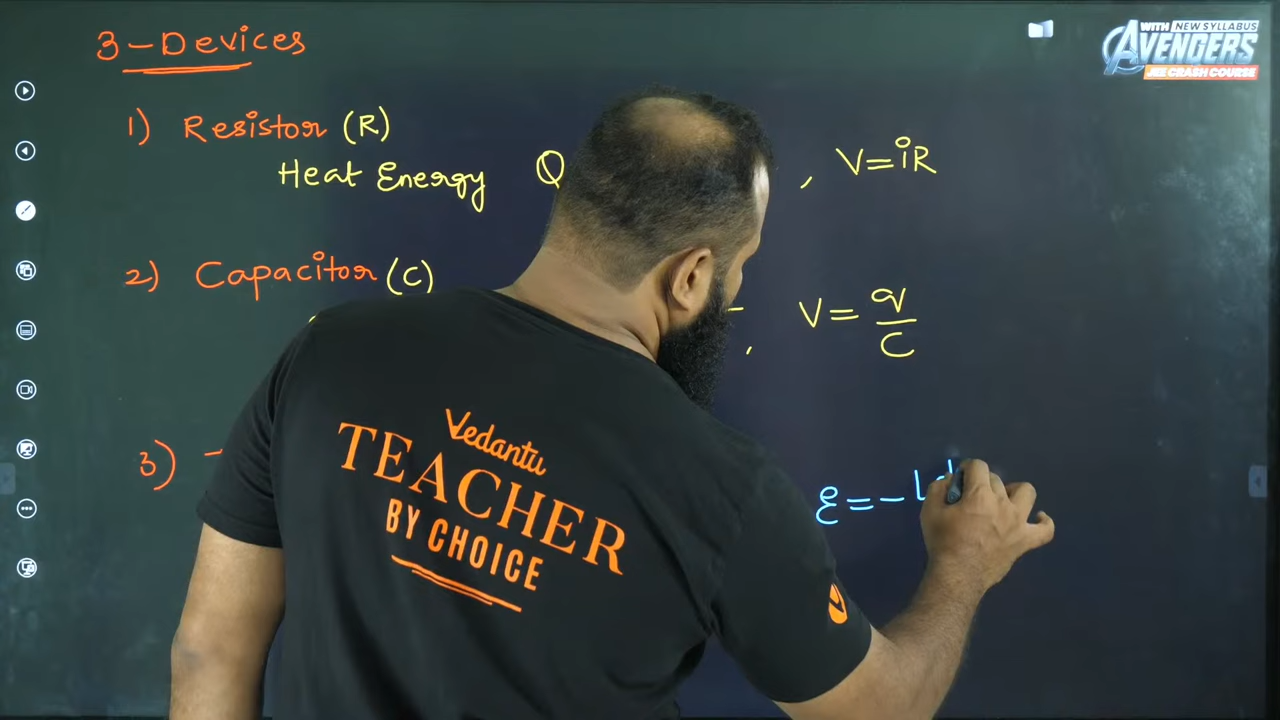 3-Devices
WITH NEW SYLLABUS
AVENGERS
JEE CRASH COURSE
1) Resistor (R)
Heat Energy Q , V=iR
2) Capacitor (C)
, V= q/C
3)
ε=-Ld
Vedantu
TEACHER
BY CHOICE